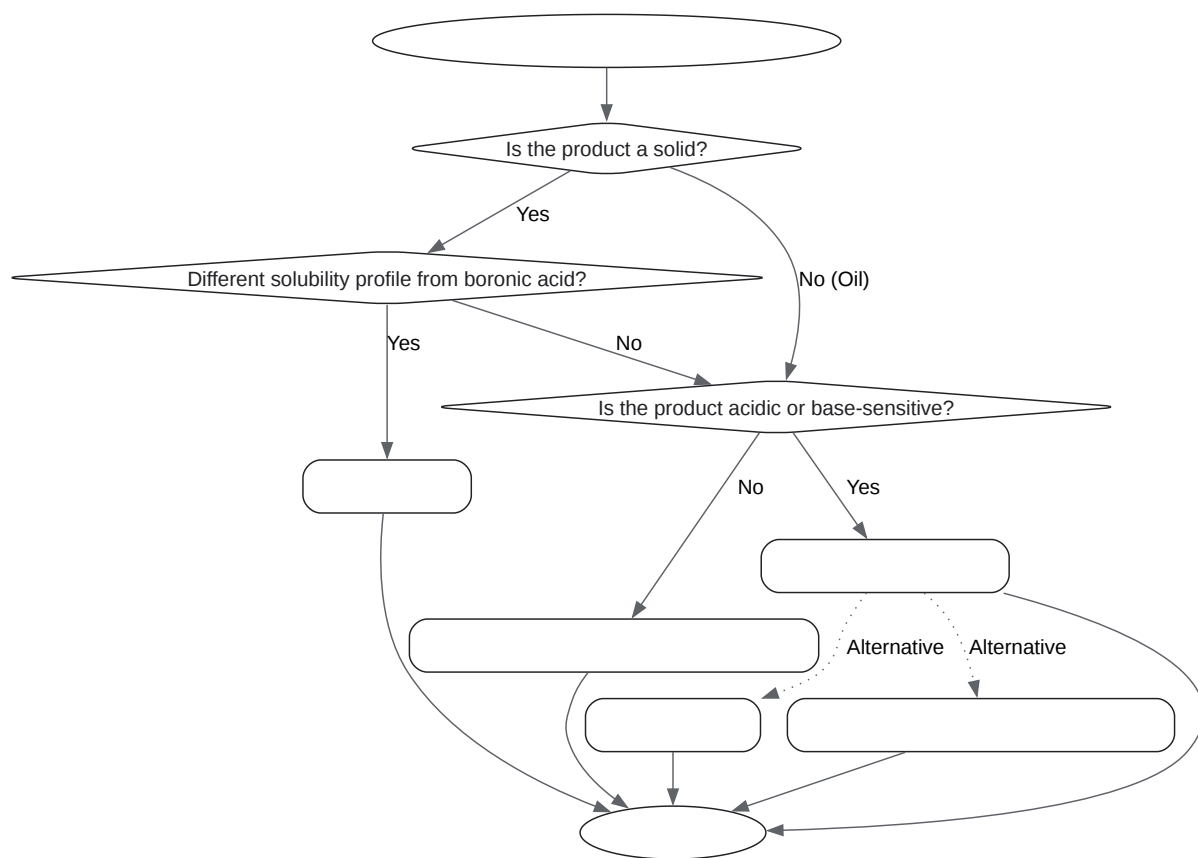 Is the product a solid?
Yes
Different solubility profile from boronic acid?
No (Oil)
Yes
No
Is the product acidic or base-sensitive?
No
Yes
Alternative
Alternative